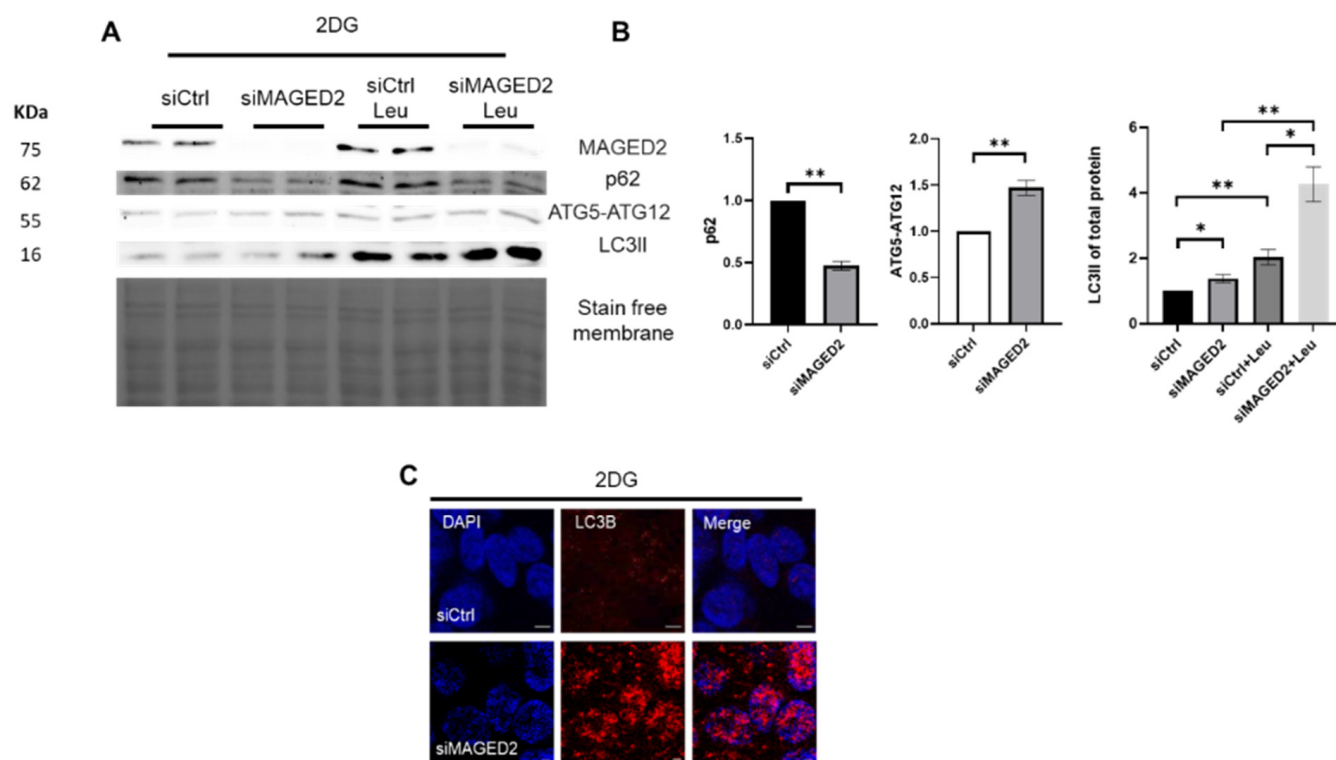 A
2DG
siCtrl
siMAGED2
siCtrl
Leu
siMAGED2
Leu
KDa
75
MAGED2
62
p62
55
ATG5-ATG12
16
LC3II
Stain free
membrane
B
1.5
1.0
0.5
0.0
p62
**
siCtrl
siMAGED2
2.0
1.5
1.0
0.5
0.0
ATG5-ATG12
**
siCtrl
siMAGED2
6
4
2
0
LC3II of total protein
**
*
**
*
siCtrl
siMAGED2
siCtrl+Leu
siMAGED2+Leu
C
2DG
DAPI
LC3B
Merge
siCtrl
siMAGED2